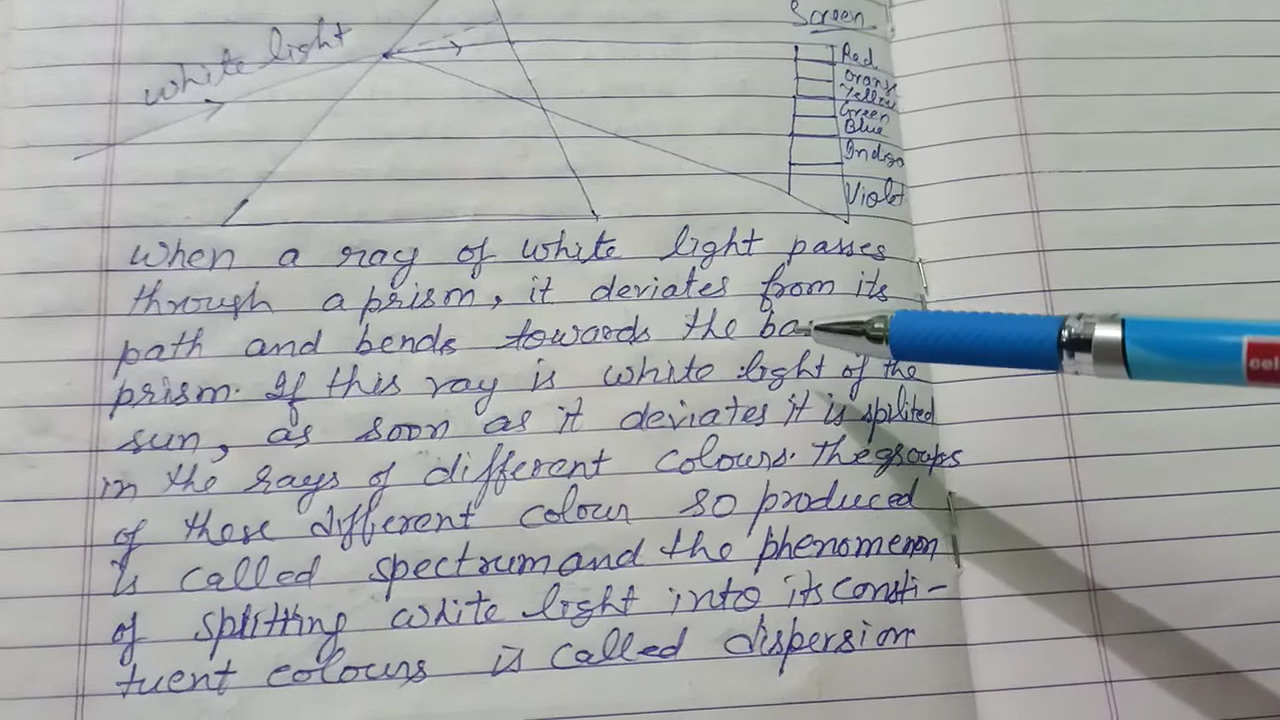 Screen
white light
Red
Orange
Yellow
Green
Blue
Indigo
Violet
When a ray of white light passes
through a prism, it deviates from its
path and bends towards the
prism. If this ray is white light of the
sun, as soon as it deviates it is splited
in the rays of different colours. The groups
of these different colour so produced
is called spectrum and the phenomenon
of splitting white light into its consti-
tuent colours is called dispersion